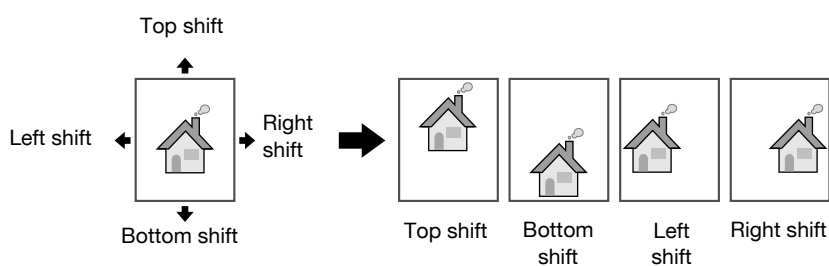 Top shift
Left shift
Right
shift
Bottom shift
Top shift
Bottom
shift
Left
shift
Right shift